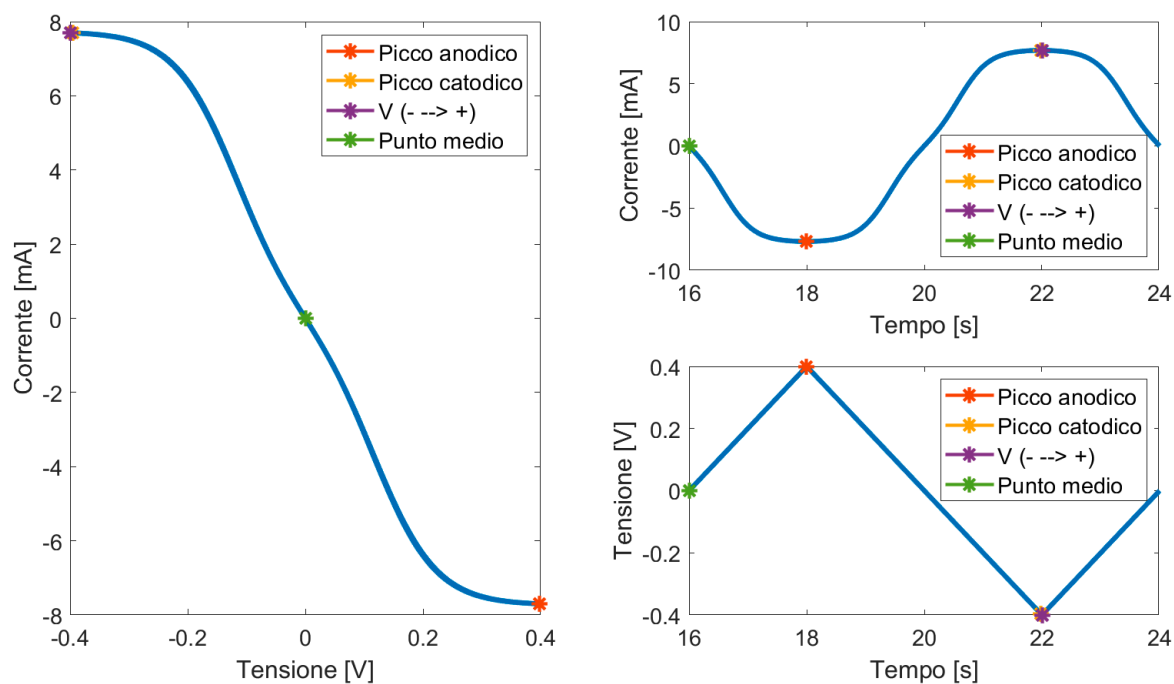 8
6
4
2
0
-2
-4
-6
-8
Corrente [mA]
-0.4
-0.2
0
0.2
0.4
Tensione [V]
Picco anodico
Picco catodico
V (- --> +)
Punto medio
10
5
0
-5
-10
Corrente [mA]
16
18
20
22
24
Tempo [s]
Picco anodico
Picco catodico
V (- --> +)
Punto medio
0.4
0.2
0
-0.2
-0.4
Tensione [V]
16
18
20
22
24
Tempo [s]
Picco anodico
Picco catodico
V (- --> +)
Punto medio